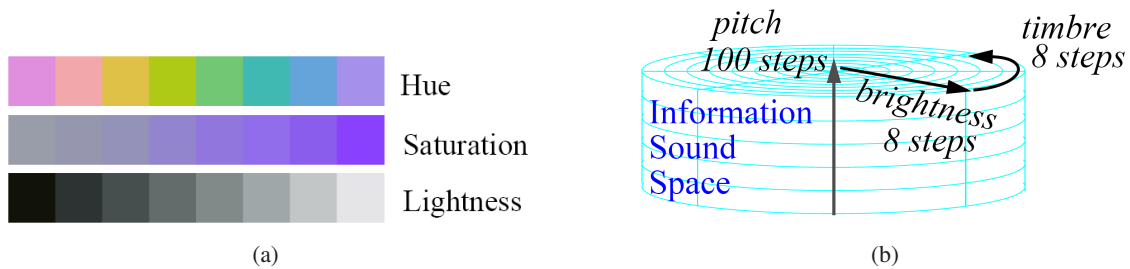 Hue
Saturation
Lightness
(a)
pitch
100 steps
timbre
8 steps
brightness
8 steps
Information
Sound
Space
(b)